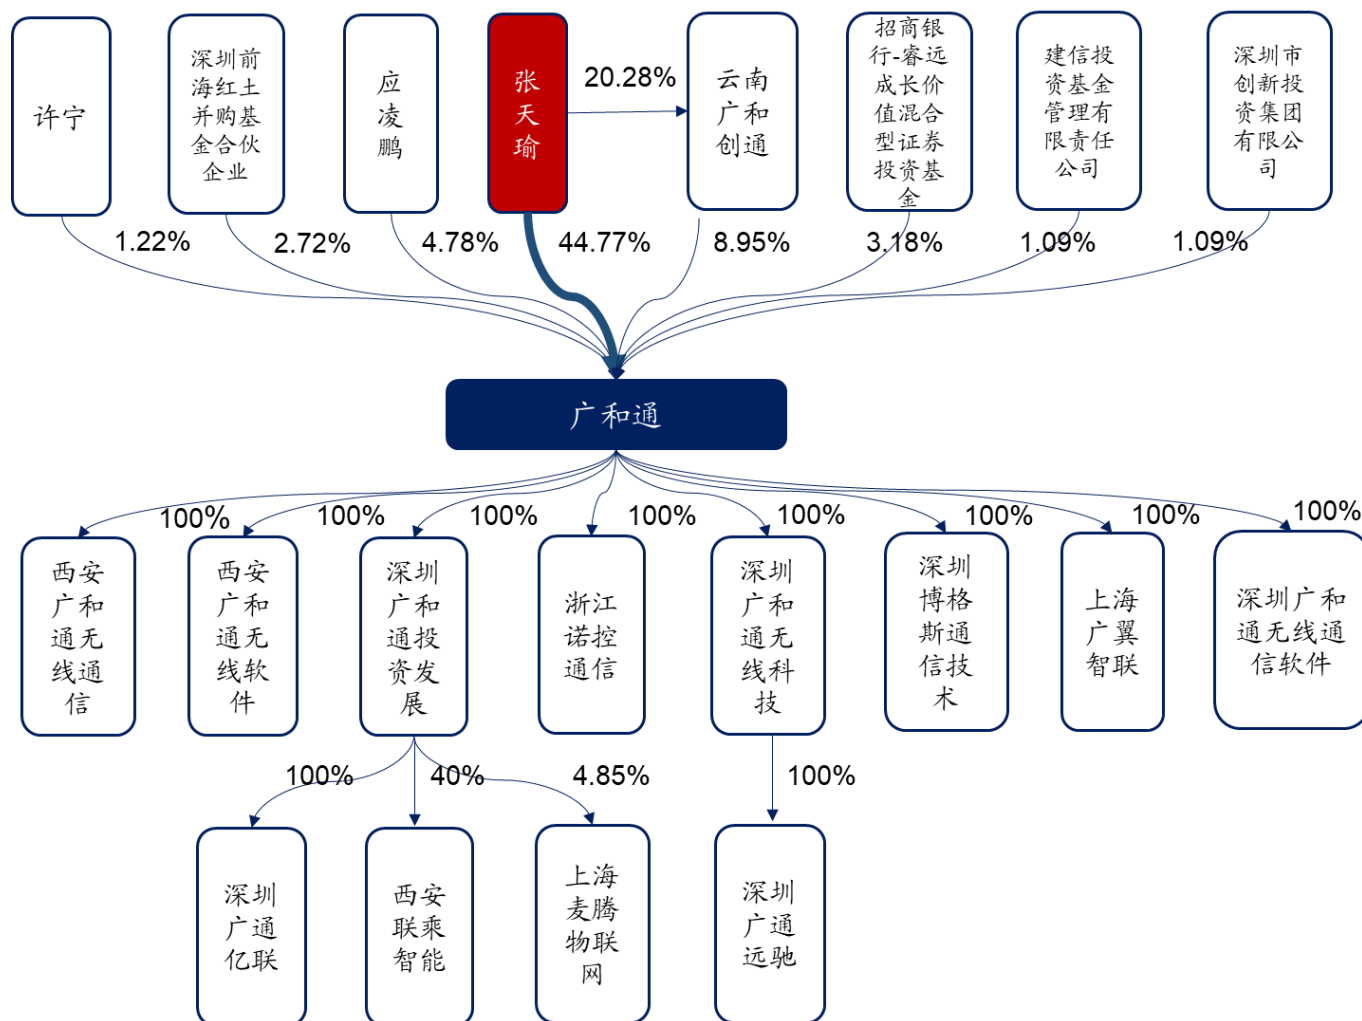 许宁
深圳前
海红土
并购基
金合伙
企业
应
凌
鹏
张
天
瑜
20.28%
云南
广和
创通
招商银
行-睿远
成长价
值混合
型证券
投资基
金
建信投
资基金
管理有
限责任
公司
深圳市
创新投
资集团
有限公
司
1.22%
2.72%
4.78%
44.77%
8.95%
3.18%
1.09%
1.09%
广和通
100%
100%
100%
100%
100%
100%
100%
100%
西安
广和
通无
线通
信
西安
广和
通无
线软
件
深圳
广和
通投
资发
展
浙江
诺控
通信
深圳
广和
通无
线科
技
深圳
博格
斯通
信技
术
上海
广翼
智联
深圳广和
通无线通
信软件
100%
40%
4.85%
100%
深圳
广通
亿联
西安
联乘
智能
上海
麦腾
物联
网
深圳
广通
远驰